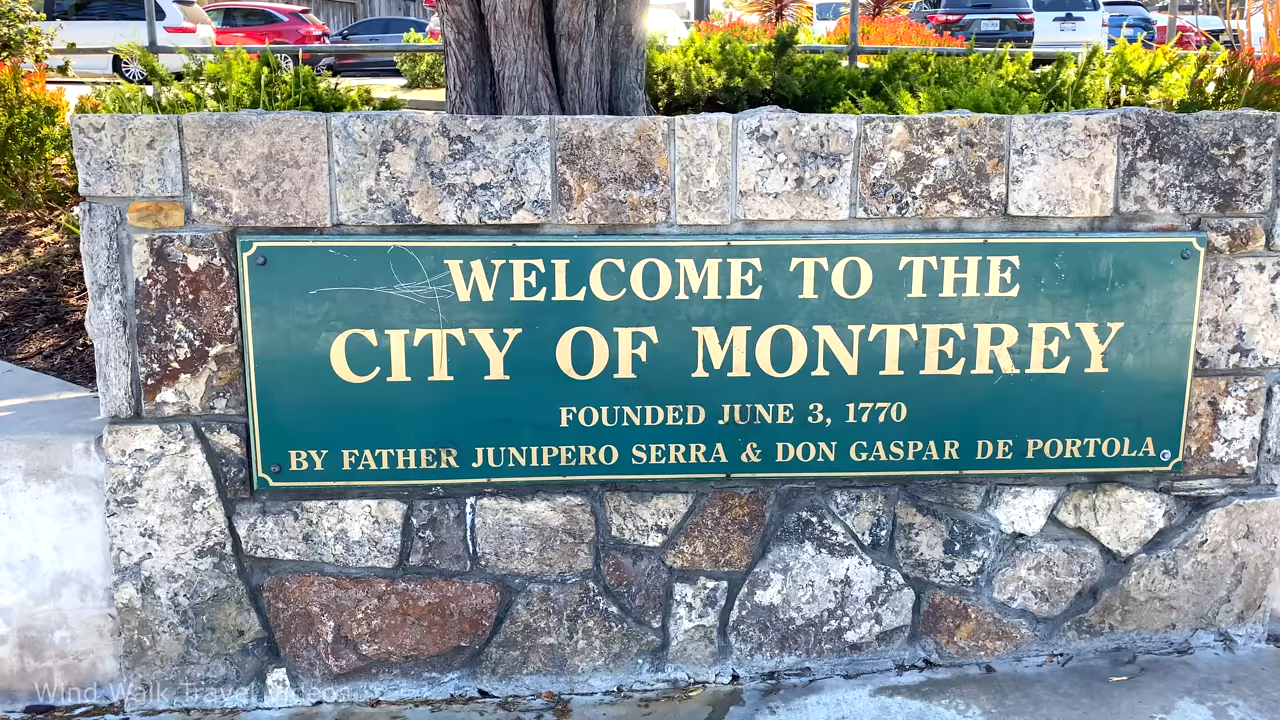 WELCOME TO THE
CITY OF MONTEREY
FOUNDED JUNE 3, 1770
BY FATHER JUNIPERO SERRA & DON GASPAR DE PORTOLA
Wind Walk Travel Videos